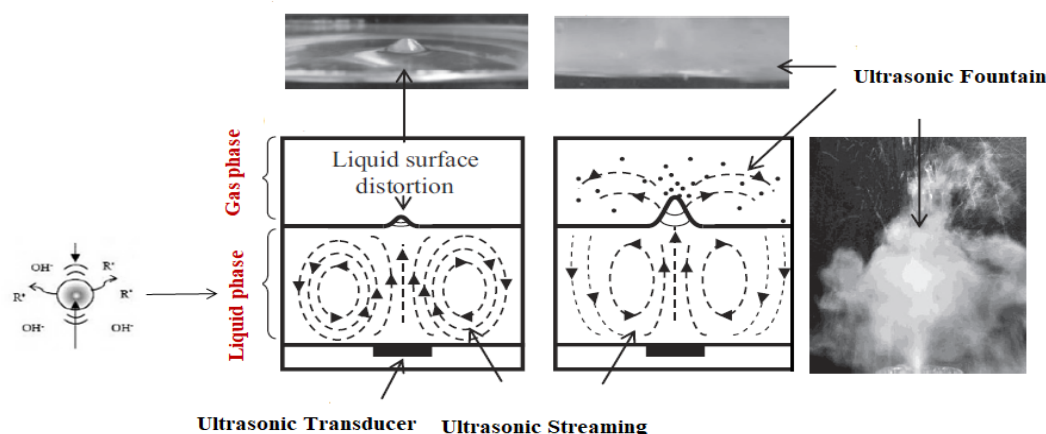 Ultrasonic Fountain
Gas phase
Liquid surface
distortion
Liquid phase
OH-
R•
R•
R•
OH-
OH-
Ultrasonic Transducer
Ultrasonic Streaming